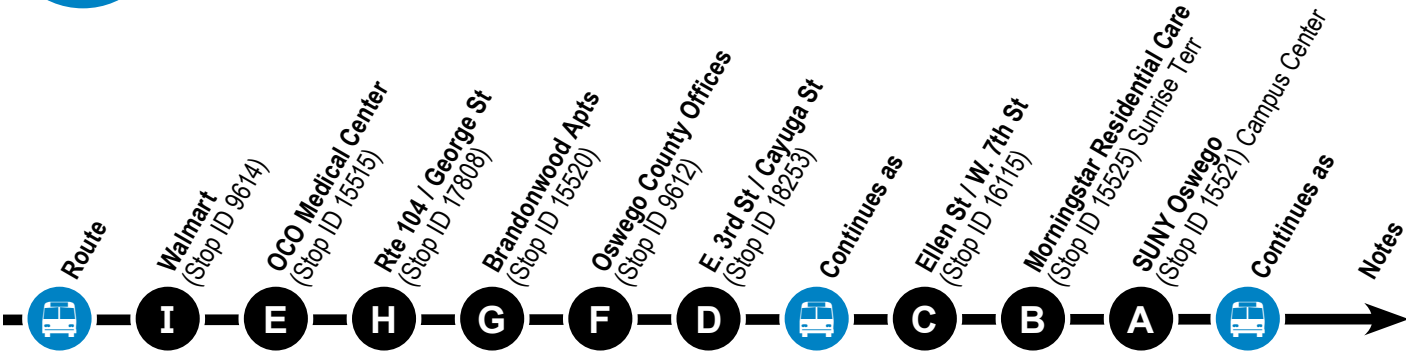 Route
Walmart
(Stop ID 9614)
OCO Medical Center
(Stop ID 15515)
Rte 104 / George St
(Stop ID 17808)
Brandonwood Apts
(Stop ID 15520)
Oswego County Offices
(Stop ID 9612)
E. 3rd St / Cayuga St
(Stop ID 18253)
Continues as
Ellen St / W. 7th St
(Stop ID 16115)
Morningstar Residential Care
(Stop ID 15525) Sunrise Terr
SUNY Oswego
(Stop ID 15521) Campus Center
Continues as
Notes
I E H G F D C B A